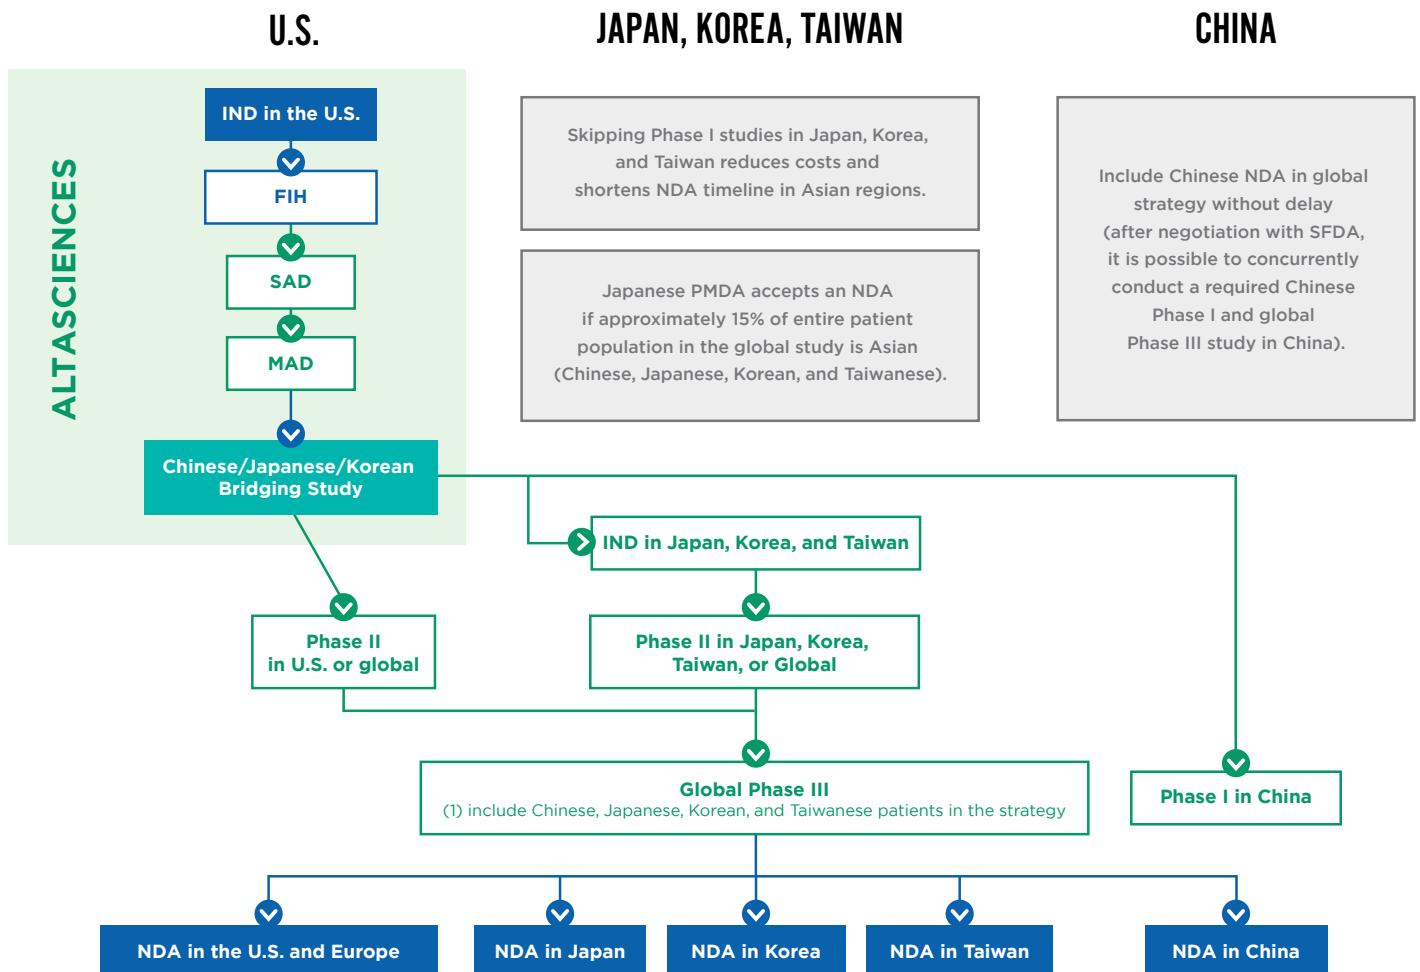 U.S.
JAPAN, KOREA, TAIWAN
CHINA
ALTASCIENCES
IND in the U.S.
FIH
SAD
MAD
Chinese/Japanese/Korean
Bridging Study
Skipping Phase I studies in Japan, Korea,
and Taiwan reduces costs and
shortens NDA timeline in Asian regions.
Japanese PMDA accepts an NDA
if approximately 15% of entire patient
population in the global study is Asian
(Chinese, Japanese, Korean, and Taiwanese).
Include Chinese NDA in global
strategy without delay
(after negotiation with SFDA,
it is possible to concurrently
conduct a required Chinese
Phase I and global
Phase III study in China).
IND in Japan, Korea, and Taiwan
Phase II
in U.S. or global
Phase II in Japan, Korea,
Taiwan, or Global
Global Phase III
(1) include Chinese, Japanese, Korean, and Taiwanese patients in the strategy
Phase I in China
NDA in the U.S. and Europe
NDA in Japan
NDA in Korea
NDA in Taiwan
NDA in China